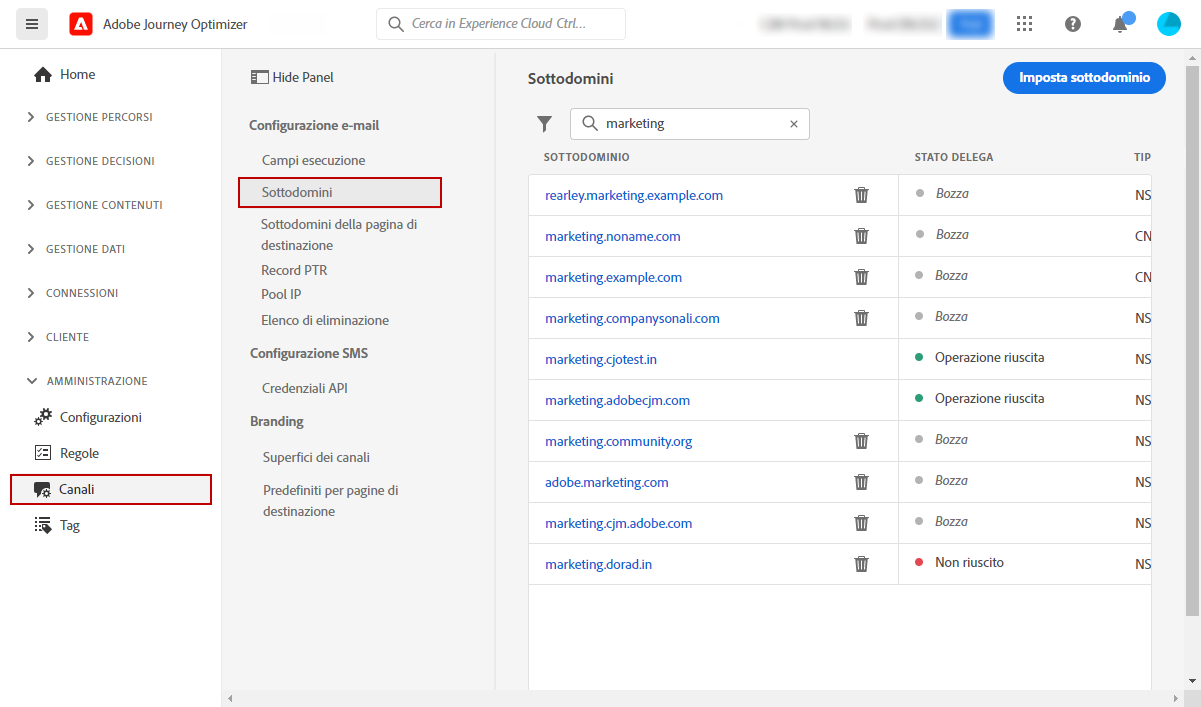 Adobe Journey Optimizer
Cerca in Experience Cloud Ctrl...
Home
GESTIONE PERCORSI
GESTIONE DECISIONI
GESTIONE CONTENUTI
GESTIONE DATI
CONNESSIONI
CLIENTE
AMMINISTRAZIONE
Configurazioni
Regole
Canali
Tag
Hide Panel
Configurazione e-mail
Campi esecuzione
Sottodomini
Sottodomini della pagina di
destinazione
Record PTR
Pool IP
Elenco di eliminazione
Configurazione SMS
Credenziali API
Branding
Superfici dei canali
Predefiniti per pagine di
destinazione
Sottodomini
Imposta sottodominio
marketing
SOTTODOMINIO STATO DELEGA TIP
rearley.marketing.example.com Bozza NS
marketing.noname.com Bozza CN
marketing.example.com Bozza CN
marketing.companysonali.com Bozza NS
marketing.cjotest.in Operazione riuscita NS
marketing.adobecjm.com Operazione riuscita NS
marketing.community.org Bozza NS
adobe.marketing.com Bozza NS
marketing.cjm.adobe.com Bozza NS
marketing.dorad.in Non riuscito NS